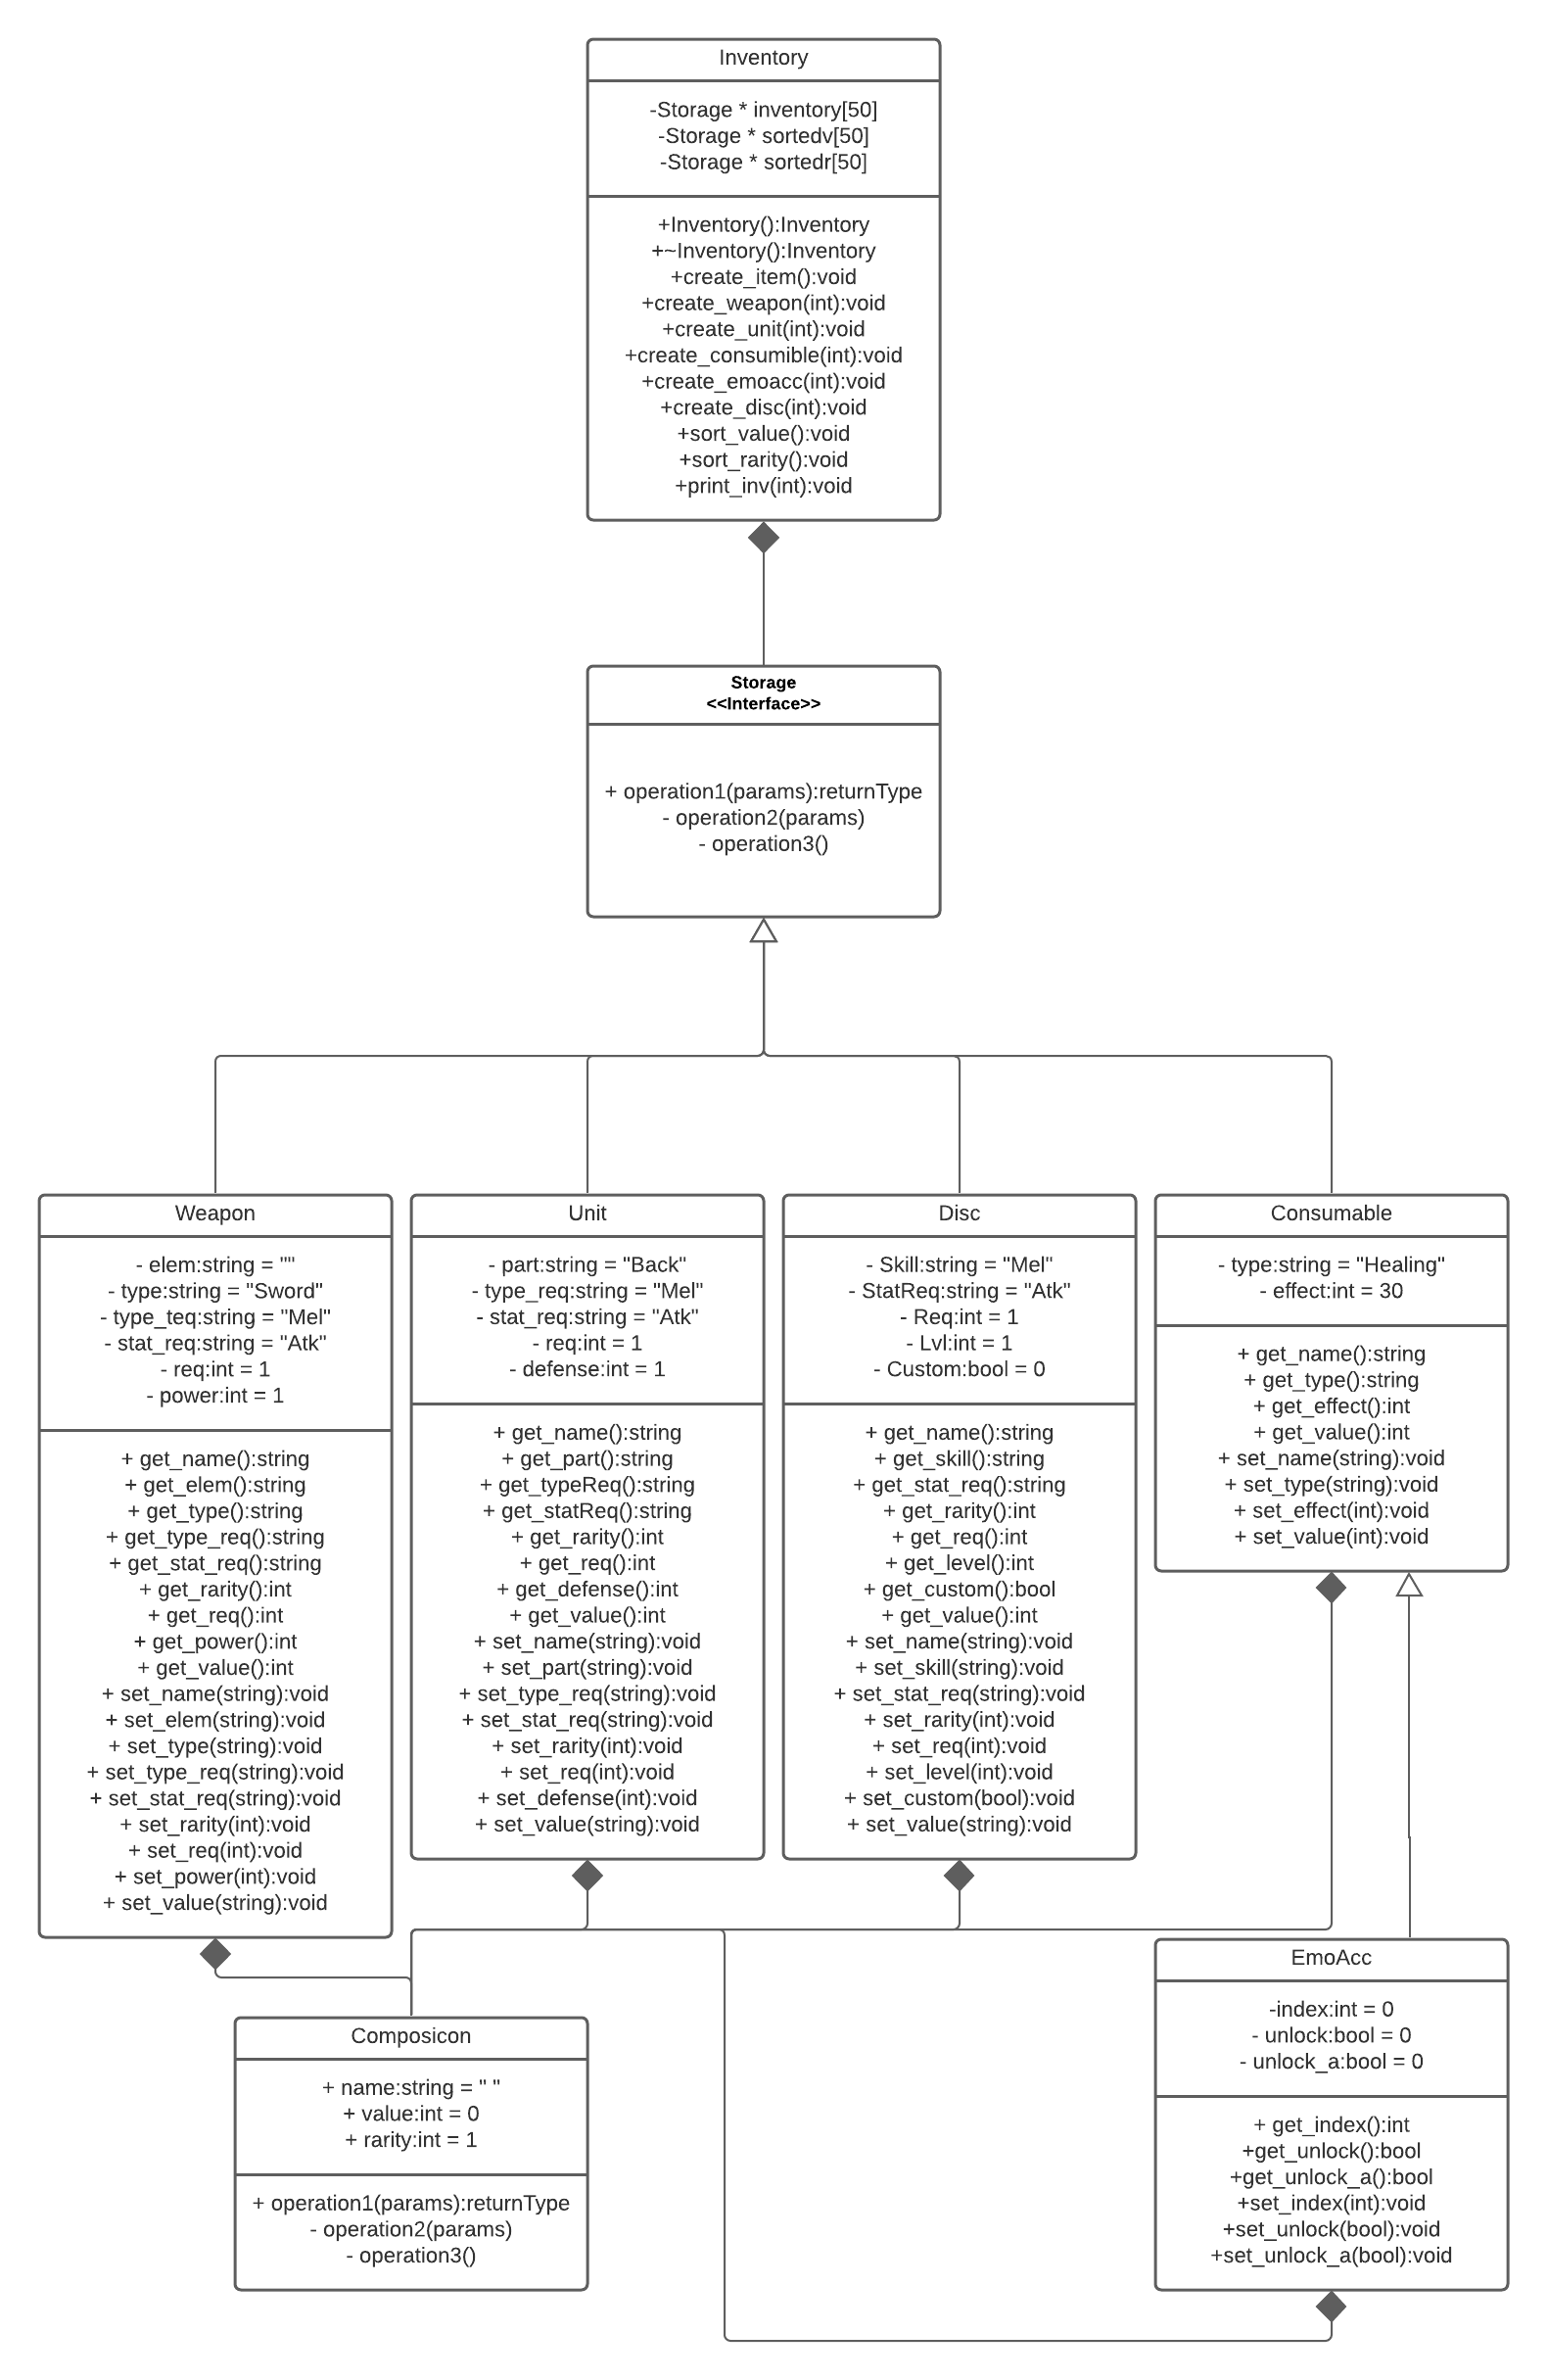 Inventory
-Storage * inventory[50]
-Storage * sortedv[50]
-Storage * sortedr[50]
+Inventory():Inventory
+~Inventory():Inventory
+create_item():void
+create_weapon(int):void
+create_unit(int):void
+create_consumible(int):void
+create_emoacc(int):void
+create_disc(int):void
+sort_value():void
+sort_rarity():void
+print_inv(int):void
Storage
<<Interface>>
+ operation1(params):returnType
- operation2(params)
- operation3()
Weapon
- elem:string = ""
- type:string = "Sword"
- type_teq:string = "Mel"
- stat_req:string = "Atk"
- req:int = 1
- power:int = 1
+ get_name():string
+ get_elem():string
+ get_type():string
+ get_type_req():string
+ get_stat_req():string
+ get_rarity():int
+ get_req():int
+ get_power():int
+ get_value():int
+ set_name(string):void
+ set_elem(string):void
+ set_type(string):void
+ set_type_req(string):void
+ set_stat_req(string):void
+ set_rarity(int):void
+ set_req(int):void
+ set_power(int):void
+ set_value(string):void
Unit
- part:string = "Back"
- type_req:string = "Mel"
- stat_req:string = "Atk"
- req:int = 1
- defense:int = 1
+ get_name():string
+ get_part():string
+ get_typeReq():string
+ get_statReq():string
+ get_rarity():int
+ get_req():int
+ get_defense():int
+ get_value():int
+ set_name(string):void
+ set_part(string):void
+ set_type_req(string):void
+ set_stat_req(string):void
+ set_rarity(int):void
+ set_req(int):void
+ set_defense(int):void
+ set_value(string):void
Disc
- Skill:string = "Mel"
- StatReq:string = "Atk"
- Req:int = 1
- Lvl:int = 1
- Custom:bool = 0
+ get_name():string
+ get_skill():string
+ get_stat_req():string
+ get_rarity():int
+ get_req():int
+ get_level():int
+ get_custom():bool
+ get_value():int
+ set_name(string):void
+ set_skill(string):void
+ set_stat_req(string):void
+ set_rarity(int):void
+ set_req(int):void
+ set_level(int):void
+ set_custom(bool):void
+ set_value(string):void
Consumable
- type:string = "Healing"
- effect:int = 30
+ get_name():string
+ get_type():string
+ get_effect():int
+ get_value():int
+ set_name(string):void
+ set_type(string):void
+ set_effect(int):void
+ set_value(int):void
Composicon
+ name:string = " "
+ value:int = 0
+ rarity:int = 1
+ operation1(params):returnType
- operation2(params)
- operation3()
EmoAcc
-index:int = 0
- unlock:bool = 0
- unlock_a:bool = 0
+ get_index():int
+get_unlock():bool
+get_unlock_a():bool
+set_index(int):void
+set_unlock(bool):void
+set_unlock_a(bool):void